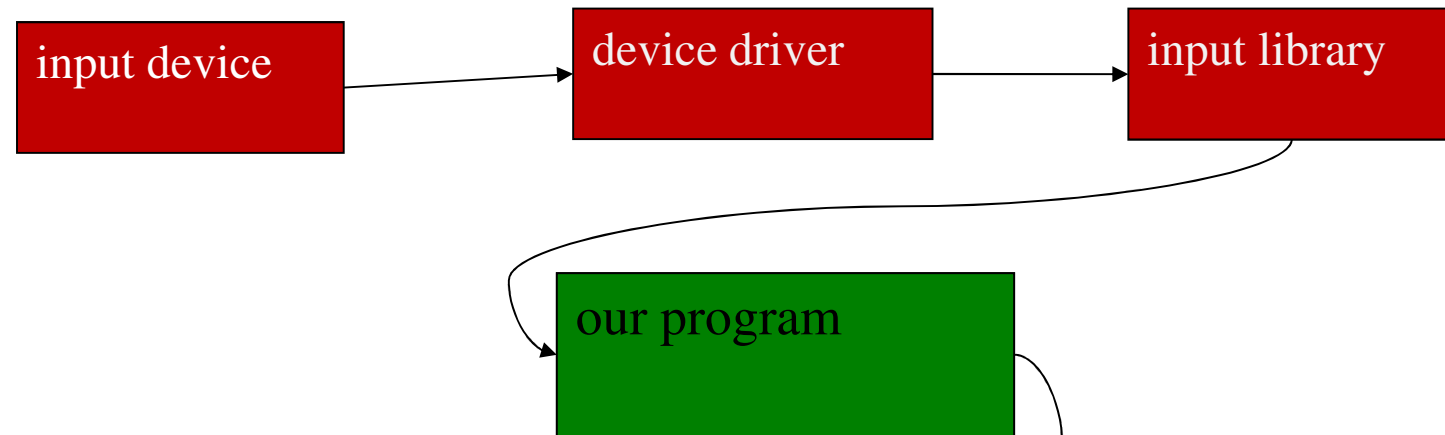 input device
device driver
input library
our program